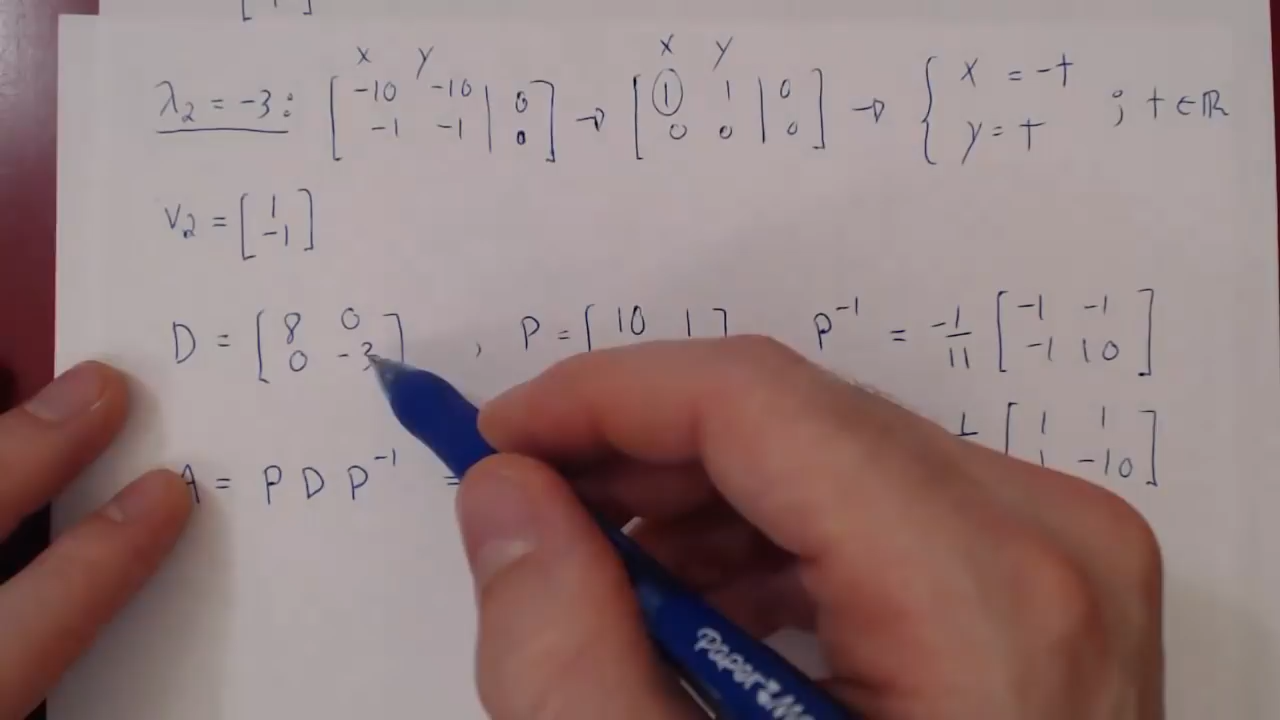 x y x y
λ₂ = -3: [ -10 -10 | 0 ; -1 -1 | 0 ] → [ 1 1 | 0 ; 0 0 | 0 ] → { x = -t ; y = t ; t ∈ ℝ
v₂ = [ 1 ; -1 ]
D = [ 8 0 ; 0 -3 ] , P = [ 10 1 P⁻¹ = -1/11 [ -1 -1 ; -1 10 ]
[ 1 1 ; 1 -10 ]
A = P D P⁻¹ =
PaperMa